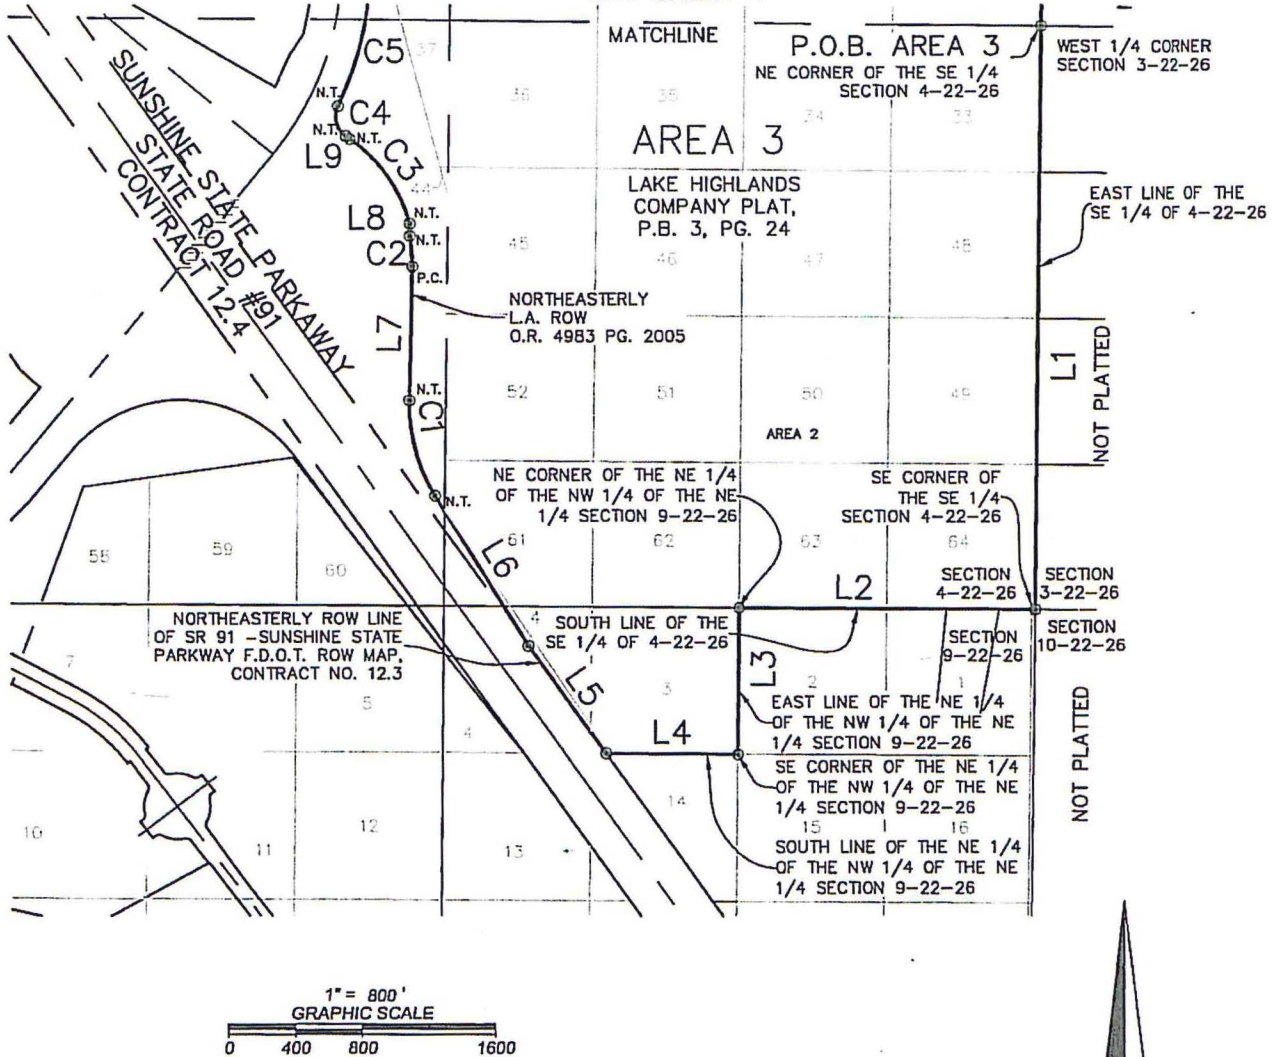 MATCHLINE
P.O.B. AREA 3
NE CORNER OF THE SE 1/4
SECTION 4-22-26
WEST 1/4 CORNER
SECTION 3-22-26
C5
37
36
35
34
33
N.T.
C4
N.T.
N.T.
L9
C3
AREA 3
LAKE HIGHLANDS
COMPANY PLAT,
P.B. 3, PG. 24
EAST LINE OF THE
SE 1/4 OF 4-22-26
SUNSHINE STATE PARKWAY
STATE ROAD #91
CONTRACT 12.4
44
L8
N.T.
N.T.
C2
P.C.
45
46
47
48
NORTHEASTERLY
L.A. ROW
O.R. 4983 PG. 2005
L7
L1
NOT PLATTED
N.T.
C1
52
51
50
49
AREA 2
N.T.
NE CORNER OF THE NE 1/4
OF THE NW 1/4 OF THE NE
1/4 SECTION 9-22-26
SE CORNER OF
THE SE 1/4
SECTION 4-22-26
58
59
60
L6
61
62
63
64
L2
SECTION
4-22-26
SECTION
3-22-26
NORTHEASTERLY ROW LINE
OF SR 91 -SUNSHINE STATE
PARKWAY F.D.O.T. ROW MAP,
CONTRACT NO. 12.3
4
SOUTH LINE OF THE
SE 1/4 OF 4-22-26
SECTION
9-22-26
SECTION
10-22-26
7
5
4
L5
3
L3
2
1
L4
EAST LINE OF THE NE 1/4
OF THE NW 1/4 OF THE NE
1/4 SECTION 9-22-26
SE CORNER OF THE NE 1/4
OF THE NW 1/4 OF THE NE
1/4 SECTION 9-22-26
NOT PLATTED
10
11
12
13
14
15
16
SOUTH LINE OF THE NE 1/4
OF THE NW 1/4 OF THE NE
1/4 SECTION 9-22-26
1"= 800'
GRAPHIC SCALE
0 400 800 1600